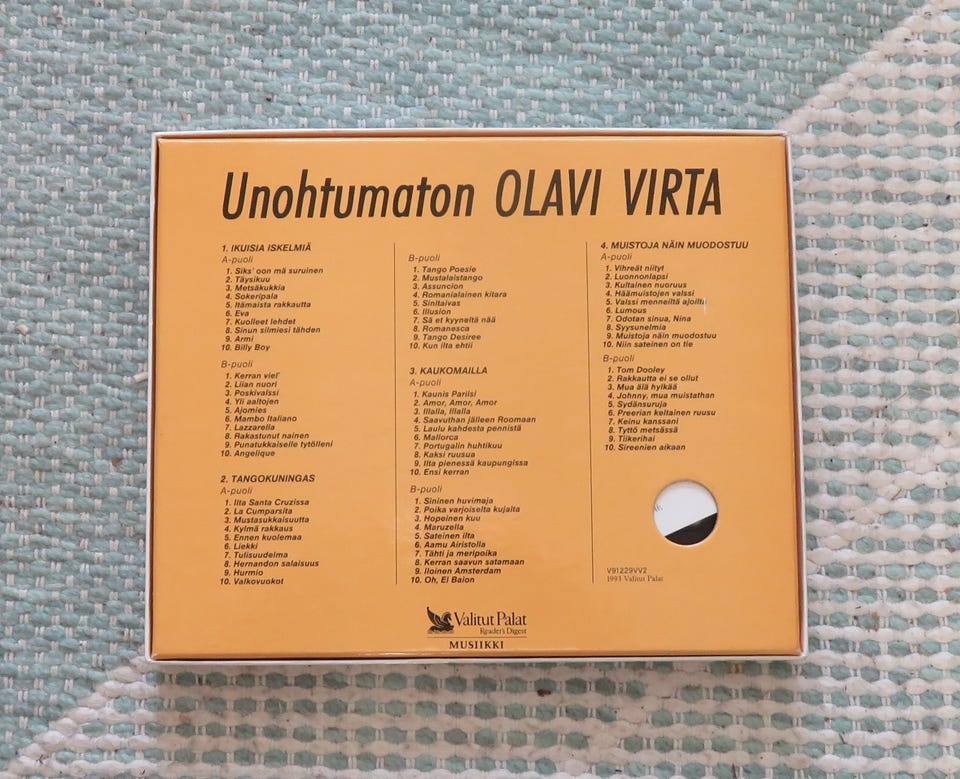 Unohtumaton OLAVI VIRTA
1. IKUISIA ISKELMIÄ
A-puoli
1. Siks' oon mä suruinen
2. Täysikuu
3. Metsäkukkia
4. Sokeripala
5. Itämaista rakkautta
6. Eva
7. Kuolleet lehdet
8. Sinun silmiesi tähden
9. Armi
10. Billy Boy
B-puoli
1. Kerran viel'
2. Liian nuori
3. Poskivalssi
4. Yli aaltojen
5. Ajomies
6. Mambo Italiano
7. Lazzarella
8. Rakastunut nainen
9. Punatukkaiselle tytölleni
10. Angelique
2. TANGOKUNINGAS
A-puoli
1. Ilta Santa Cruzissa
2. La Cumparsita
3. Mustasukkaisuutta
4. Kylmä rakkaus
5. Ennen kuolemaa
6. Liekki
7. Tulisuudelma
8. Hernandon salaisuus
9. Hurmio
10. Valkovuokot
B-puoli
1. Tango Poesie
2. Mustalaistango
3. Assuncion
4. Romanialainen kitara
5. Sinitaivas
6. Illusion
7. Sä et kyyneltä nää
8. Romanesca
9. Tango Desiree
10. Kun ilta ehtii
3. KAUKOMAILLA
A-puoli
1. Kaunis Pariisi
2. Amor, Amor, Amor
3. Illalla, Illalla
4. Saavuthan jälleen Roomaan
5. Laulu kahdesta pennistä
6. Mallorca
7. Portugalin huhtikuu
8. Kaksi ruusua
9. Ilta pienessä kaupungissa
10. Ensi kerran
B-puoli
1. Sininen huvimaja
2. Poika varjoiselta kujalta
3. Hopeinen kuu
4. Maruzella
5. Sateinen ilta
6. Aamu Airistolla
7. Tähti ja meripoika
8. Kerran saavun satamaan
9. Iloinen Amsterdam
10. Oh, El Baion
4. MUISTOJA NÄIN MUODOSTUU
A-puoli
1. Vihreät niityt
2. Luonnonlapsi
3. Kultainen nuoruus
4. Häämuistojen valssi
5. Valssi menneiltä ajoilta
6. Lumous
7. Odotan sinua, Nina
8. Syysunelmia
9. Muistoja näin muodostuu
10. Niin sateinen on tie
B-puoli
1. Tom Dooley
2. Rakkautta ei se ollut
3. Mua älä hylkää
4. Johnny, mua muistathan
5. Sydänsuruja
6. Preerian keltainen ruusu
7. Keinu kanssani
8. Tyttö metsässä
9. Tiikerihai
10. Sireenien aikaan
V91229VV2
1993 Valitut Palat
Valitut Palat
Reader's Digest
MUSIIKKI